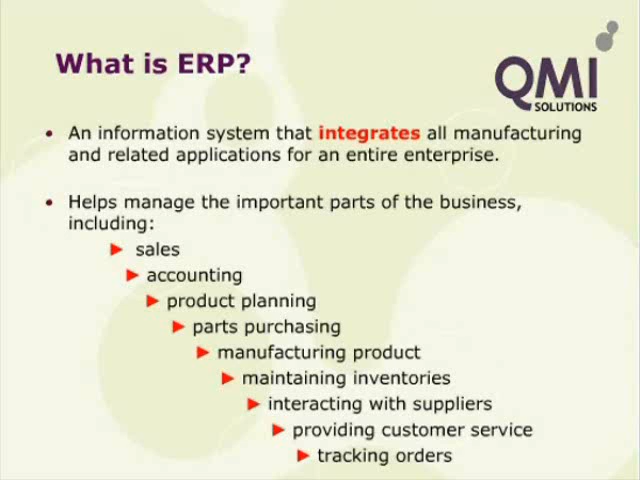 What is ERP?
QMI
SOLUTIONS
• An information system that integrates all manufacturing
and related applications for an entire enterprise.
• Helps manage the important parts of the business,
including:
► sales
► accounting
► product planning
► parts purchasing
► manufacturing product
► maintaining inventories
► interacting with suppliers
► providing customer service
► tracking orders